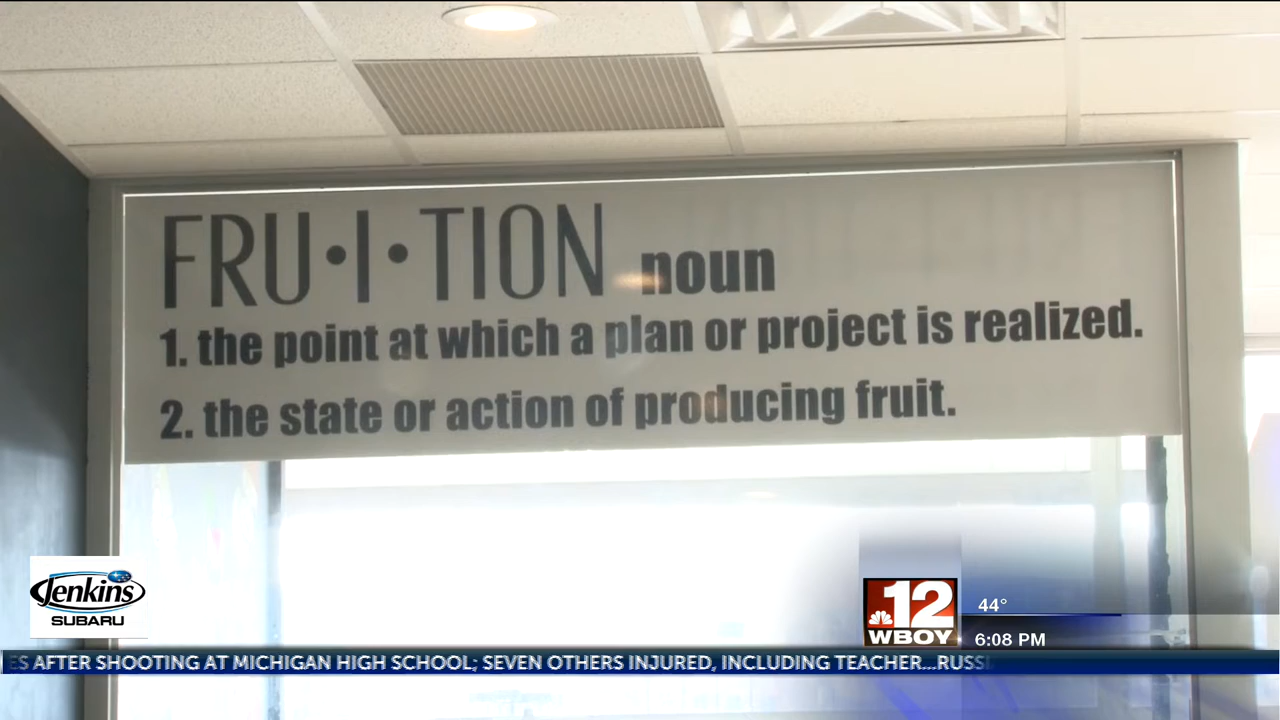 FRU•I•TION noun
1. the point at which a plan or project is realized.
2. the state or action of producing fruit.
Jenkins
SUBARU
12
WBOY
44°
6:08 PM
ES AFTER SHOOTING AT MICHIGAN HIGH SCHOOL; SEVEN OTHERS INJURED, INCLUDING TEACHER...RUSSI